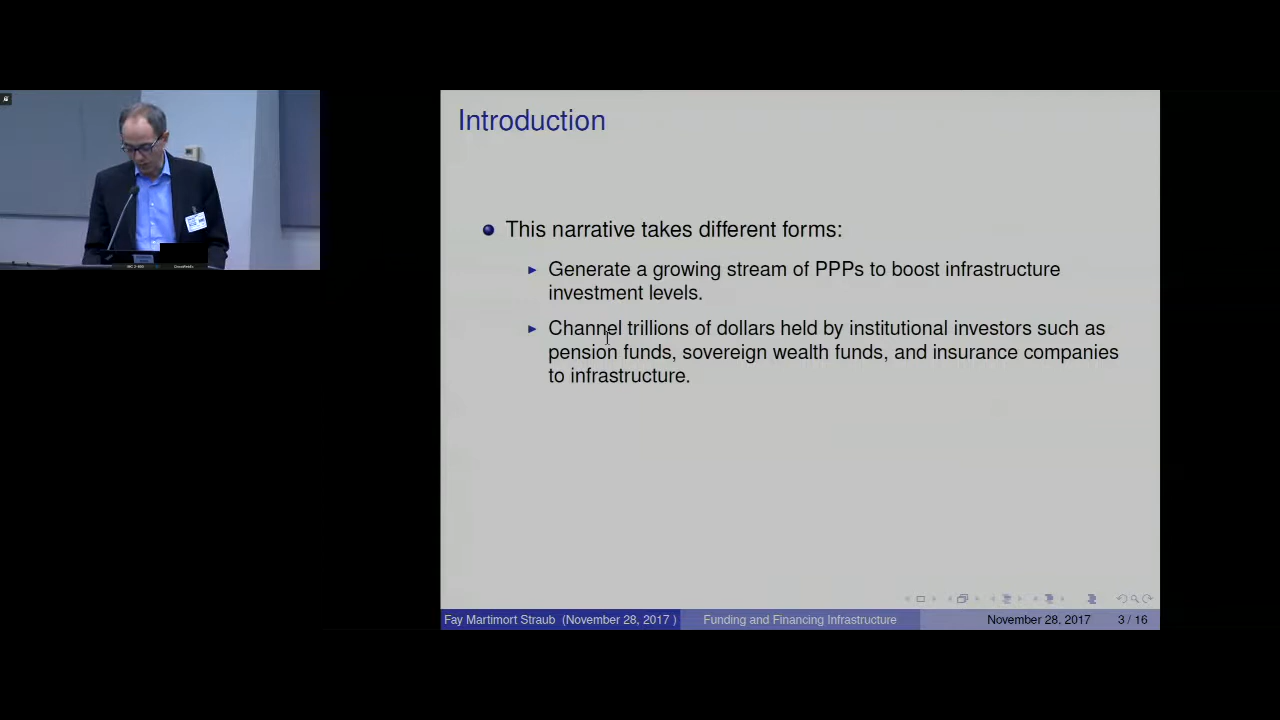 Introduction
This narrative takes different forms:
Generate a growing stream of PPPs to boost infrastructure
investment levels.
Channel trillions of dollars held by institutional investors such as
pension funds, sovereign wealth funds, and insurance companies
to infrastructure.
Fay Martimort Straub (November 28, 2017 ) Funding and Financing Infrastructure November 28, 2017 3 / 16